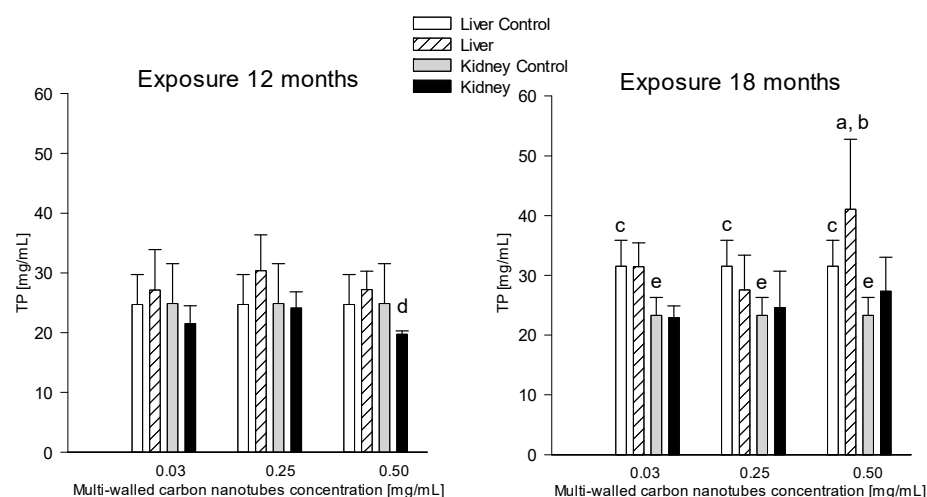 Liver Control
Liver
Kidney Control
Kidney
Exposure 12 months
60
50
40
30
20
10
0
TP [mg/mL]
d
0.03 0.25 0.50
Multi-walled carbon nanotubes concentration [mg/mL]
Exposure 18 months
60
50
40
30
20
10
0
TP [mg/mL]
a, b
c c c
e e e
0.03 0.25 0.50
Multi-walled carbon nanotubes concentration [mg/mL]